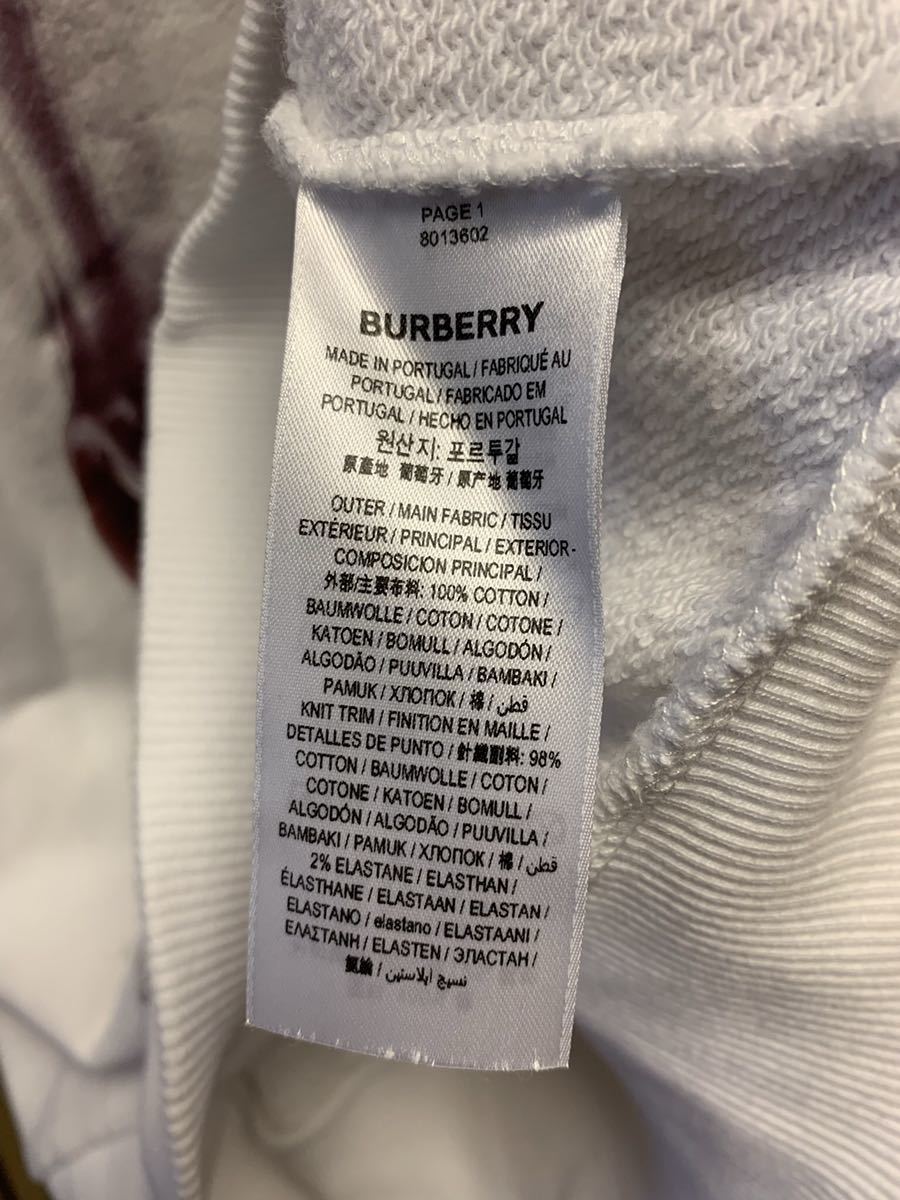 PAGE 1
8013602
BURBERRY
MADE IN PORTUGAL / FABRIQUÉ AU
PORTUGAL / FABRICADO EM
PORTUGAL / HECHO EN PORTUGAL
원산지: 포르투갈
原產地 葡萄牙 / 原产地 葡萄牙
OUTER / MAIN FABRIC / TISSU
EXTÉRIEUR / PRINCIPAL / EXTERIOR-
COMPOSICION PRINCIPAL /
外部/主要布料: 100% COTTON /
BAUMWOLLE / COTON / COTONE /
KATOEN / BOMULL / ALGODÓN /
ALGODÃO / PUUVILLA / BAMBAKI /
PAMUK / ХЛОПОК / 棉 / قطن
KNIT TRIM / FINITION EN MAILLE /
DETALLES DE PUNTO / 針織副料: 98%
COTTON / BAUMWOLLE / COTON /
COTONE / KATOEN / BOMULL /
ALGODÓN / ALGODÃO / PUUVILLA /
BAMBAKI / PAMUK / ХЛОПОК / 棉 / قطن /
2% ELASTANE / ELASTHAN /
ÉLASTHANE / ELASTAAN / ELASTAN /
ELASTANO / elastano / ELASTAANI /
ΕΛΑΣΤΑΝΗ / ELASTEN / ЭЛАСТАН /
氨綸 / نسيج ايلاستين